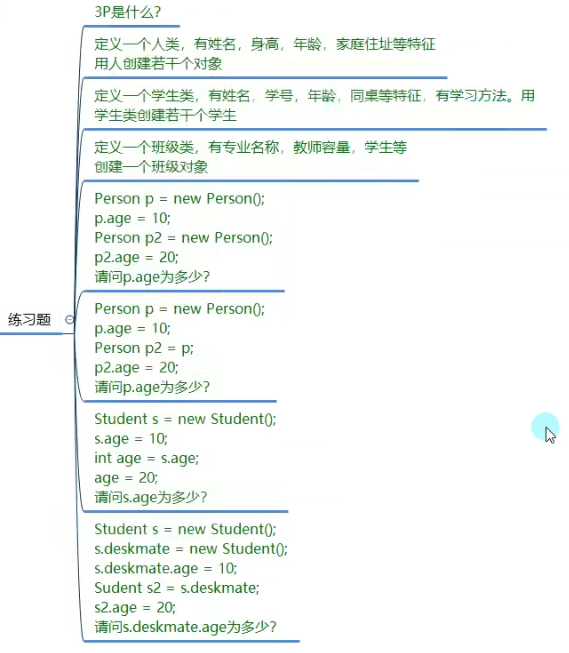 3P是什么?
定义一个人类，有姓名，身高，年龄，家庭住址等特征
用人创建若干个对象
定义一个学生类，有姓名，学号，年龄，同桌等特征，有学习方法。用
学生类创建若干个学生
定义一个班级类，有专业名称，教师容量，学生等
创建一个班级对象
Person p = new Person();
p.age = 10;
Person p2 = new Person();
p2.age = 20;
请问p.age为多少?
练习题
Person p = new Person();
p.age = 10;
Person p2 = p;
p2.age = 20;
请问p.age为多少?
Student s = new Student();
s.age = 10;
int age = s.age;
age = 20;
请问s.age为多少?
Student s = new Student();
s.deskmate = new Student();
s.deskmate.age = 10;
Sudent s2 = s.deskmate;
s2.age = 20;
请问s.deskmate.age为多少?